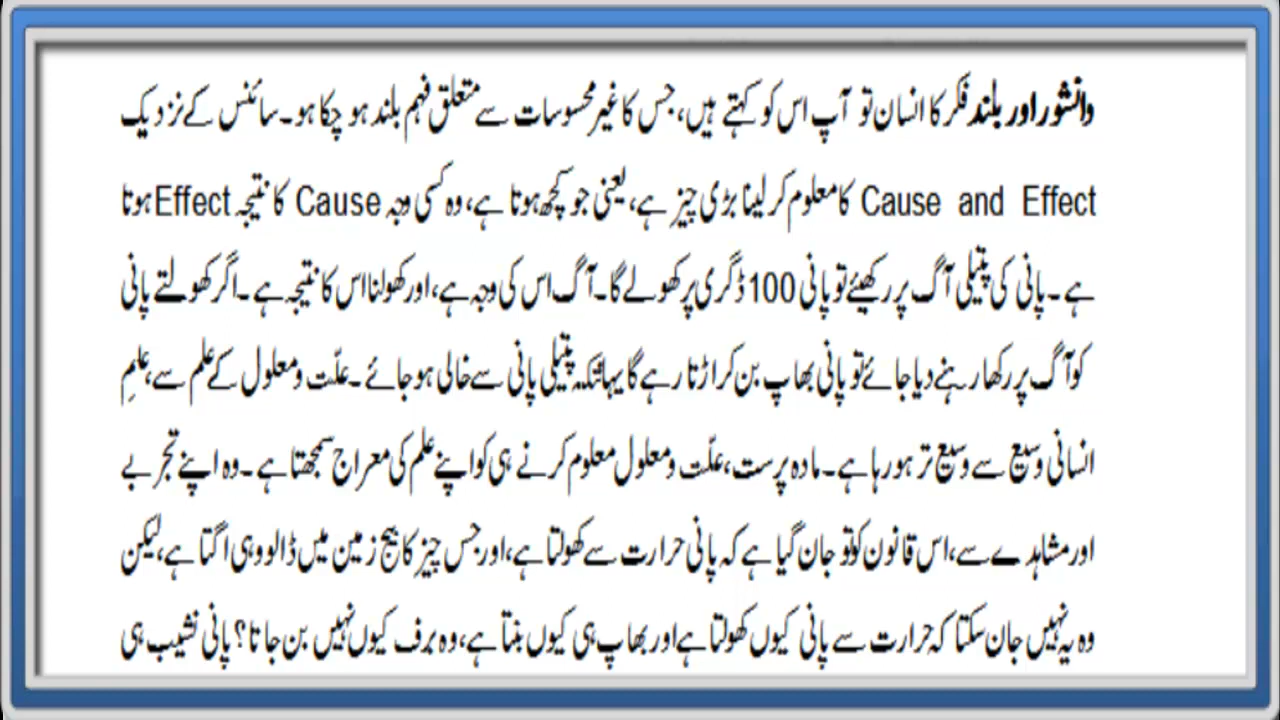 دانشور اور بلند فکر کا انسان تو آپ اس کو کہتے ہیں، جس کا غیر محسوسات سے متعلق فہم بلند ہو چکا ہو۔ سائنس کے نزدیک
Cause and Effect کا معلوم کر لینا بڑی چیز ہے، یعنی جو کچھ ہوتا ہے، وہ کسی وجہ Cause کا نتیجہ Effect ہوتا
ہے۔ پانی کی پتیلی آگ پر رکھیئے تو پانی 100 ڈگری پر کھولے گا۔ آگ اس کی وجہ ہے، اور کھولنا اس کا نتیجہ ہے۔ اگر کھولتے پانی
کو آگ پر رکھا رہنے دیا جائے تو پانی بھاپ بن کر اڑتا رہے گا یہانتکہ پتیلی پانی سے خالی ہو جائے۔ علّت و معلول کے علم سے، علمِ
انسانی وسیع سے وسیع تر ہو رہا ہے۔ مادہ پرست، علّت و معلول معلوم کرنے ہی کو اپنے علم کی معراج سمجھتا ہے۔ وہ اپنے تجربے
اور مشاہدے سے، اس قانون کو تو جان گیا ہے کہ پانی حرارت سے کھولتا ہے، اور جس چیز کا بیج زمین میں ڈالو وہی اگتا ہے، لیکن
وہ یہ نہیں جان سکتا کہ حرارت سے پانی کیوں کھولتا ہے اور بھاپ ہی کیوں بنتا ہے، وہ برف کیوں نہیں بن جاتا؟ پانی نشیب ہی